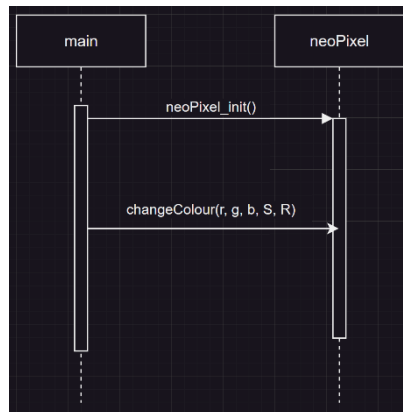 main
neoPixel
neoPixel_init()
changeColour(r, g, b, S, R)